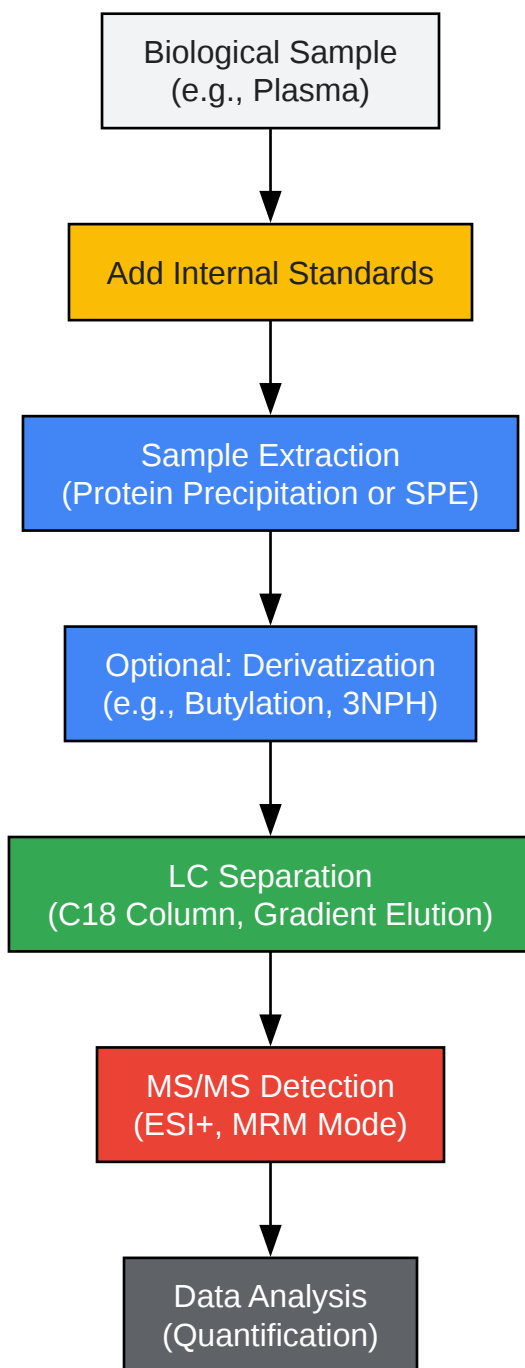 Biological Sample
(e.g., Plasma)
Add Internal Standards
Sample Extraction
(Protein Precipitation or SPE)
Optional: Derivatization
(e.g., Butylation, 3NPH)
LC Separation
(C18 Column, Gradient Elution)
MS/MS Detection
(ESI+, MRM Mode)
Data Analysis
(Quantification)